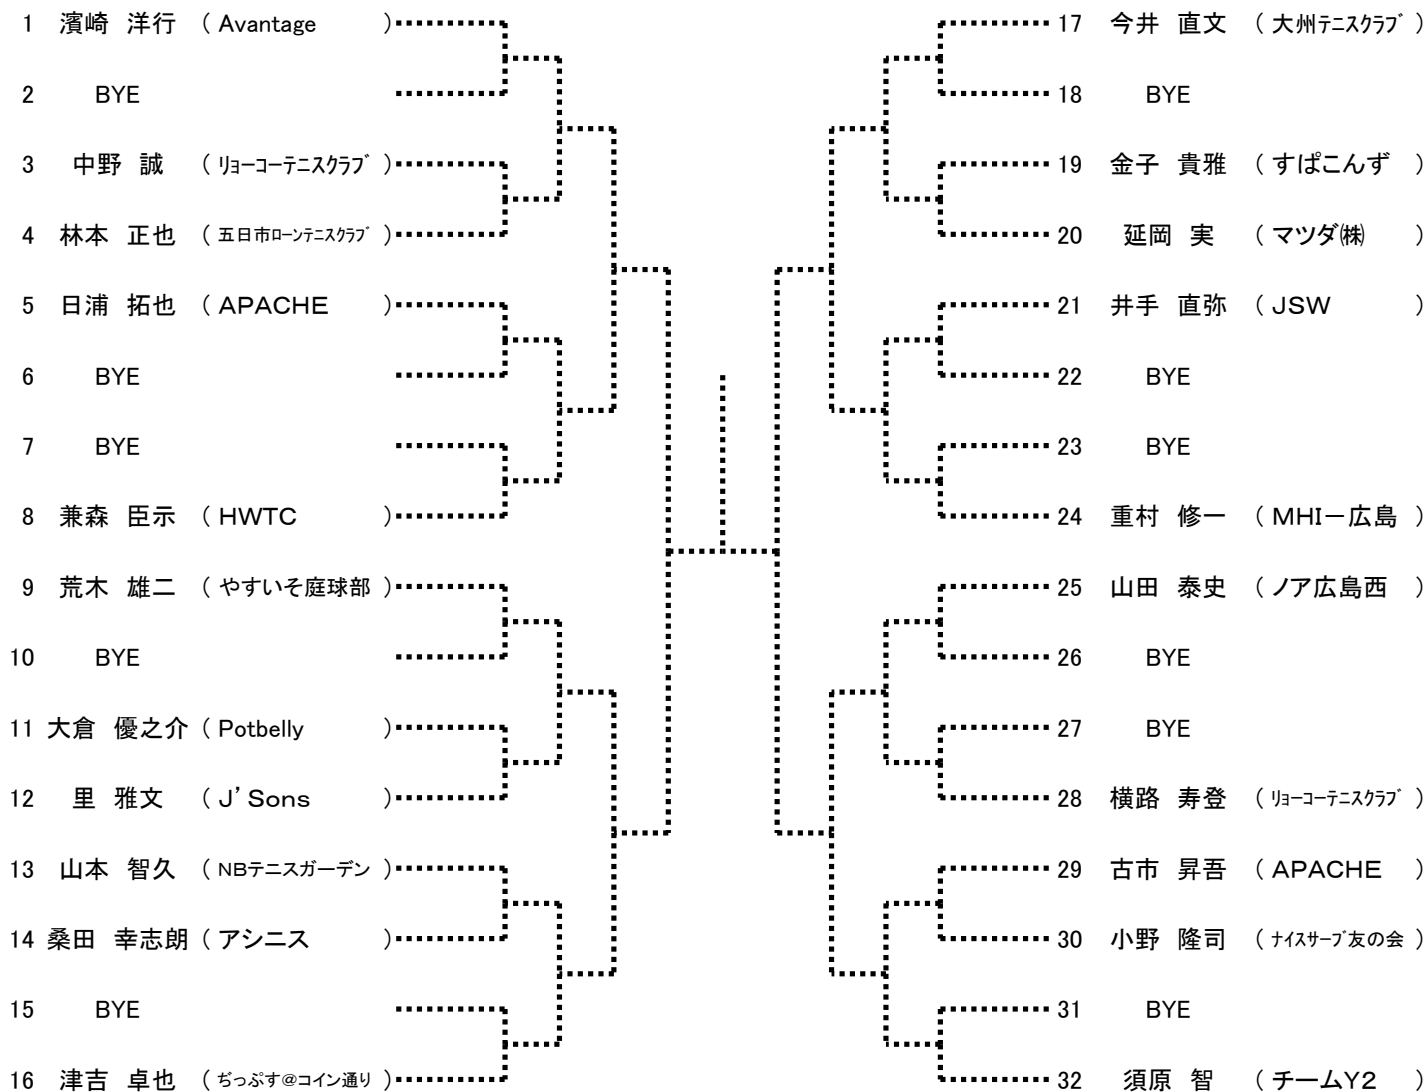 1 濱崎 洋行 ( Avantage )
2 BYE
3 中野 誠 ( ﾘｮｰｺｰﾃﾆｽｸﾗﾌﾞ )
4 林本 正也 ( 五日市ﾛｰﾝﾃﾆｽｸﾗﾌﾞ )
5 日浦 拓也 ( ＡＰＡＣＨＥ )
6 BYE
7 BYE
8 兼森 臣示 ( ＨＷＴＣ )
9 荒木 雄二 ( やすいそ庭球部 )
10 BYE
11 大倉 優之介 ( Potbelly )
12 里 雅文 ( Ｊ’Ｓｏｎｓ )
13 山本 智久 ( NBテニスガーデン )
14 桑田 幸志朗 ( アシニス )
15 BYE
16 津吉 卓也 ( ぢっぷす＠コイン通り )
17 今井 直文 ( 大州ﾃﾆｽｸﾗﾌﾞ )
18 BYE
19 金子 貴雅 ( すぱこんず )
20 延岡 実 ( マツダ㈱ )
21 井手 直弥 ( ＪＳＷ )
22 BYE
23 BYE
24 重村 修一 ( ＭＨＩ－広島 )
25 山田 泰史 ( ノア広島西 )
26 BYE
27 BYE
28 横路 寿登 ( ﾘｮｰｺｰﾃﾆｽｸﾗﾌﾞ )
29 古市 昇吾 ( ＡＰＡＣＨＥ )
30 小野 隆司 ( ﾅｲｽｻｰﾌﾞ友の会 )
31 BYE
32 須原 智 ( チームＹ２ )